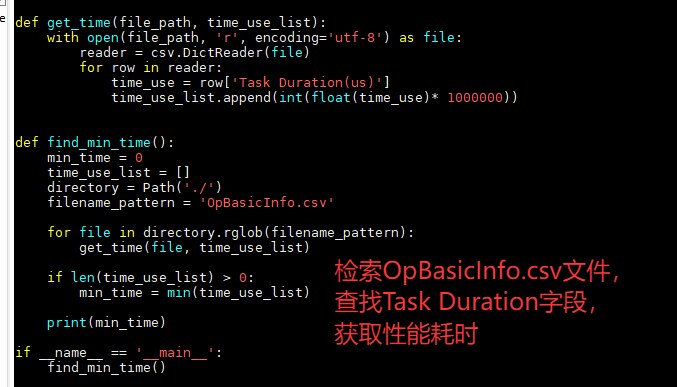 e
def get_time(file_path, time_use_list):
    with open(file_path, 'r', encoding='utf-8') as file:
        reader = csv.DictReader(file)
        for row in reader:
            time_use = row['Task Duration(us)']
            time_use_list.append(int(float(time_use)* 1000000))
def find_min_time():
    min_time = 0
    time_use_list = []
    directory = Path('./')
    filename_pattern = 'OpBasicInfo.csv'
    for file in directory.rglob(filename_pattern):
        get_time(file, time_use_list)
    if len(time_use_list) > 0:
        min_time = min(time_use_list)
    print(min_time)
if __name__ == '__main__':
    find_min_time()
检索OpBasicInfo.csv文件，
查找Task Duration字段，
获取性能耗时